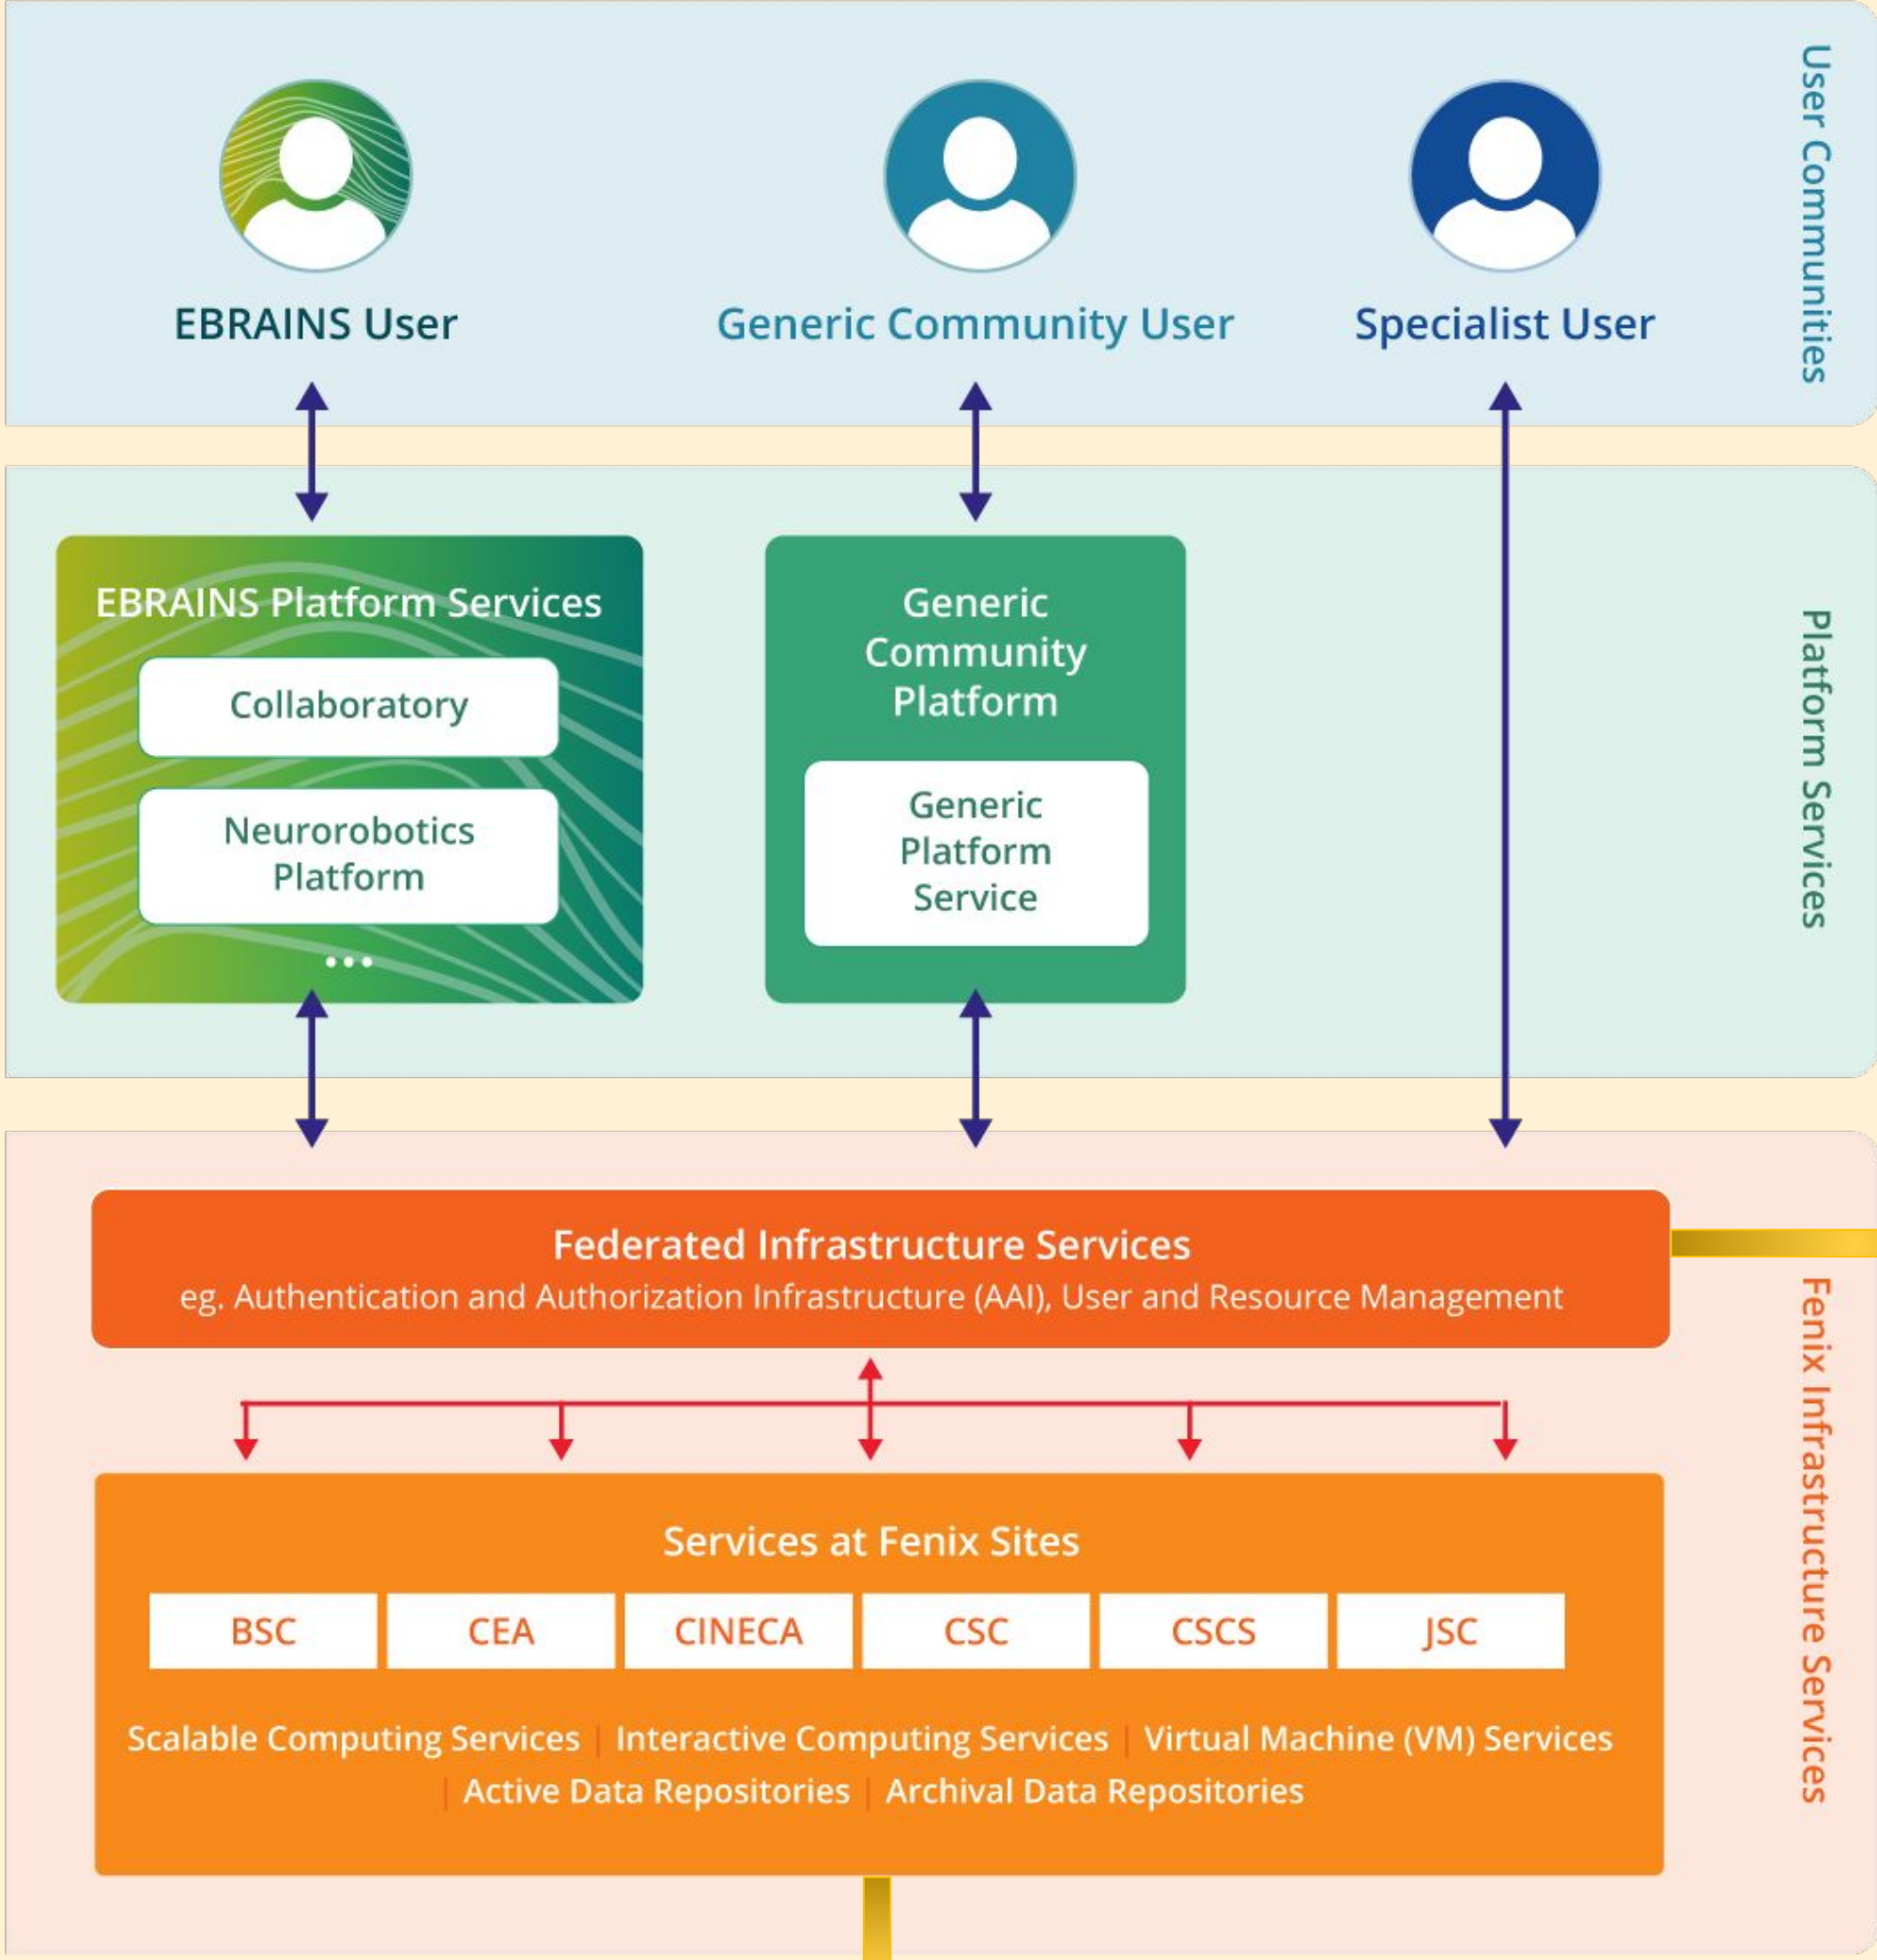 EBRAINS User
Generic Community User
Specialist User
User Communities
EBRAINS Platform Services
Collaboratory
Neurorobotics
Platform
...
Generic
Community
Platform
Generic
Platform
Service
Platform Services
Federated Infrastructure Services
eg. Authentication and Authorization Infrastructure (AAI), User and Resource Management
Services at Fenix Sites
BSC
CEA
CINECA
CSC
CSCS
JSC
Scalable Computing Services | Interactive Computing Services | Virtual Machine (VM) Services
| Active Data Repositories | Archival Data Repositories
Fenix Infrastructure Services